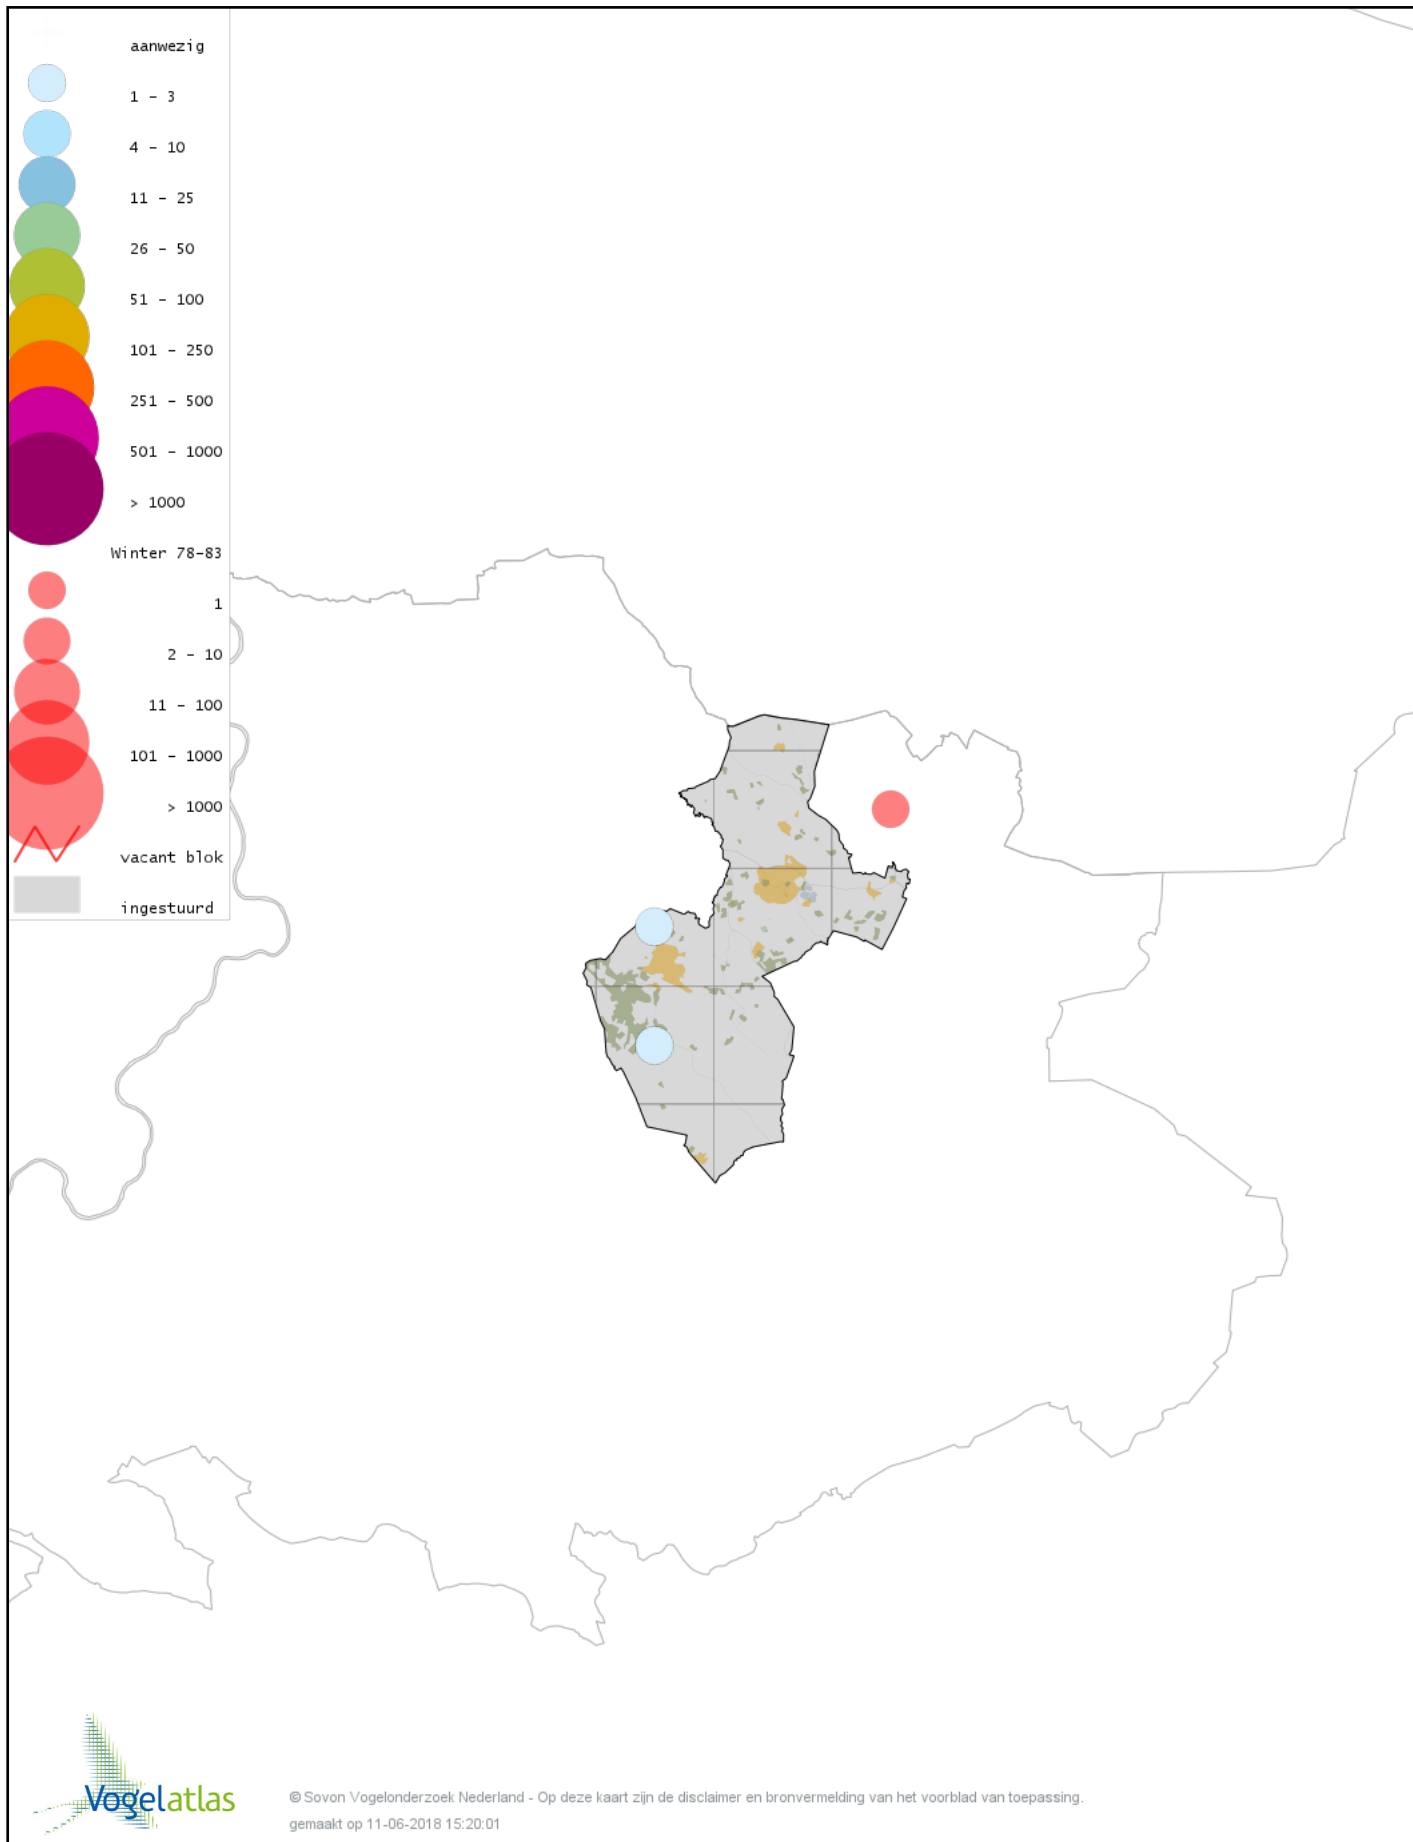 aanwezig
1 - 3
4 - 10
11 - 25
26 - 50
51 - 100
101 - 250
251 - 500
501 - 1000
> 1000
Winter 78-83
1
2 - 10
11 - 100
101 - 1000
> 1000
vacant blok
ingestuurd
Vogelatlas
© Sovon Vogelonderzoek Nederland - Op deze kaart zijn de disclaimer en bronvermelding van het voorblad van toepassing.
gemaakt op 11-06-2018 15:20:01